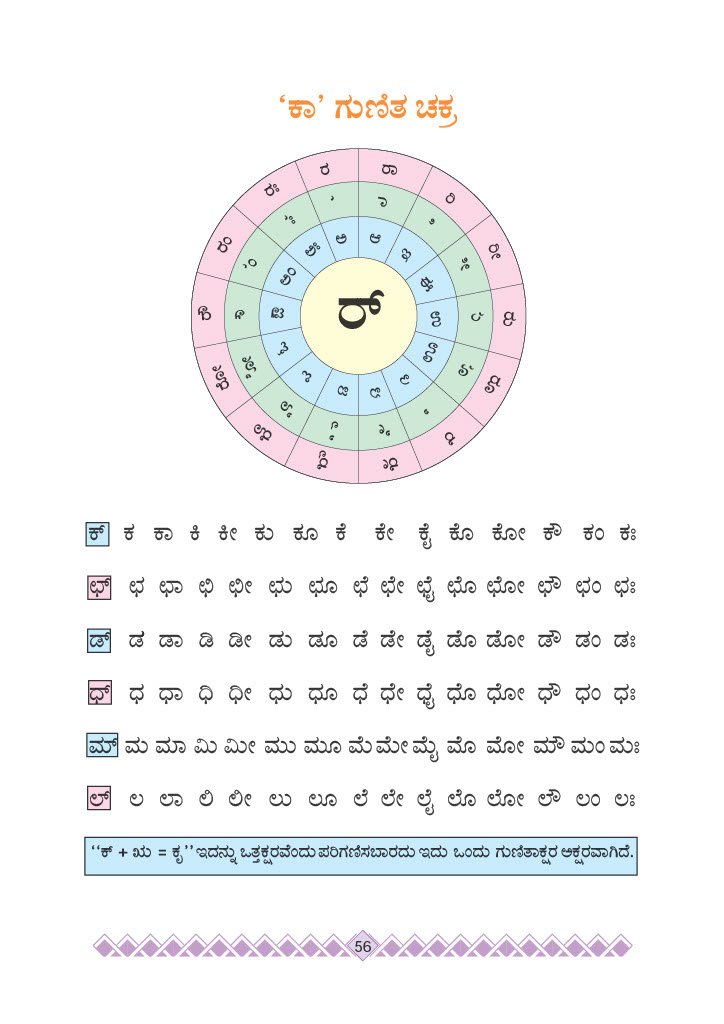 ‘ಕಾ’ ಗುಣಿತ ಚಕ್ರ
ರ ರಾ ರಿ ರೀ ರು ರೂ ರೆ ರೇ ರೈ ರೊ ರೋ ರೌ ರಂ ರಃ
ಅ ಆ ಇ ಈ ಉ ಊ ಎ ಏ ಐ ಒ ಓ ಔ ಅಂ ಅಃ
ರ್
ಕ್ ಕ ಕಾ ಕಿ ಕೀ ಕು ಕೂ ಕೆ ಕೇ ಕೈ ಕೊ ಕೋ ಕೌ ಕಂ ಕಃ
ಛ್ ಛ ಛಾ ಛಿ ಛೀ ಛು ಛೂ ಛೆ ಛೇ ಛೈ ಛೊ ಛೋ ಛೌ ಛಂ ಛಃ
ಡ್ ಡ ಡಾ ಡಿ ಡೀ ಡು ಡೂ ಡೆ ಡೇ ಡೈ ಡೊ ಡೋ ಡೌ ಡಂ ಡಃ
ಧ್ ಧ ಧಾ ಧಿ ಧೀ ಧು ಧೂ ಧೆ ಧೇ ಧೈ ಧೊ ಧೋ ಧೌ ಧಂ ಧಃ
ಮ್ ಮ ಮಾ ಮಿ ಮೀ ಮು ಮೂ ಮೆ ಮೇ ಮೈ ಮೊ ಮೋ ಮೌ ಮಂ ಮಃ
ಲ್ ಲ ಲಾ ಲಿ ಲೀ ಲು ಲೂ ಲೆ ಲೇ ಲೈ ಲೊ ಲೋ ಲೌ ಲಂ ಲಃ
‘‘ಕ್ + ಋ = ಕೃ’’ ಇದನ್ನು ಒತ್ತಕ್ಷರವೆಂದು ಪರಿಗಣಿಸಬಾರದು ಇದು ಒಂದು ಗುಣಿತಾಕ್ಷರ ಅಕ್ಷರವಾಗಿದೆ.
56